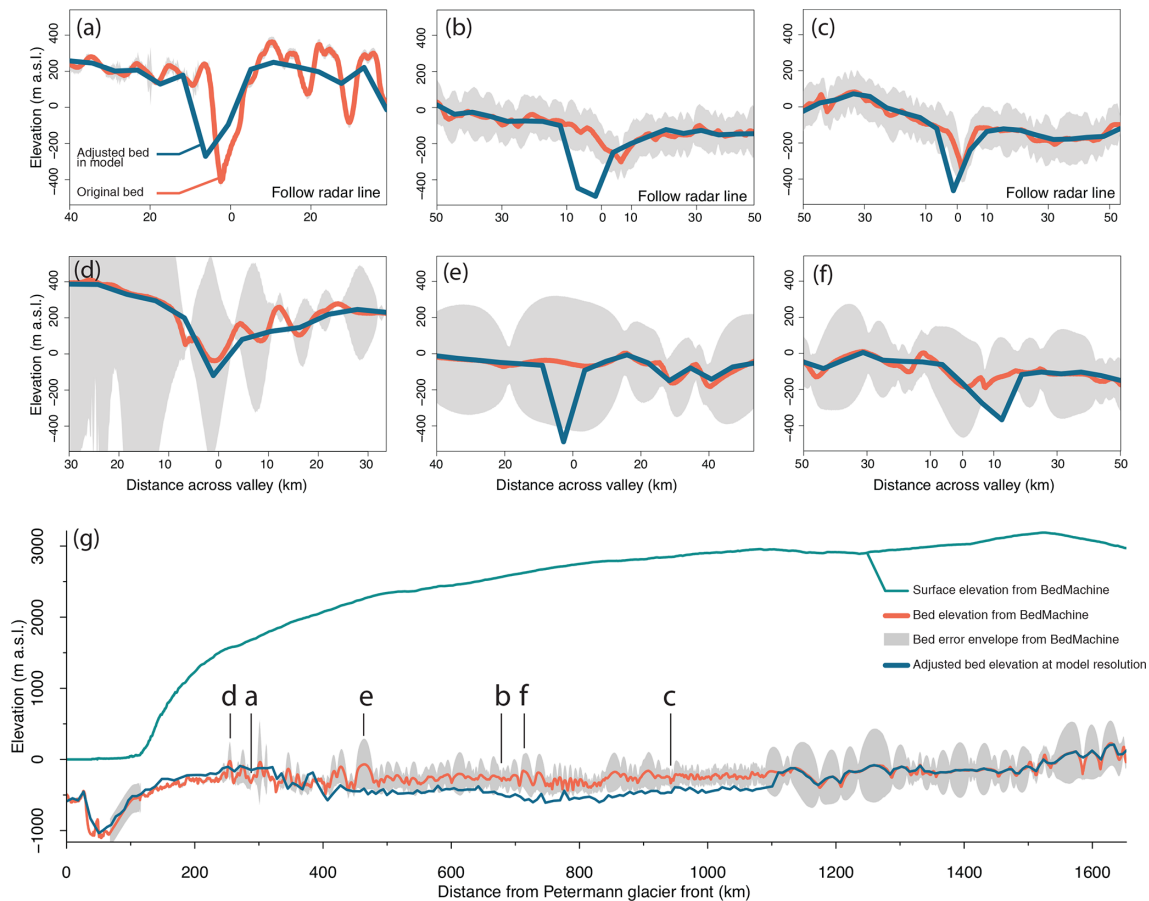 (a)
(b)
(c)
Elevation (m a.s.l.)
400
200
0
−200
−400
Adjusted bed
in model
Original bed
Follow radar line
40
20
0
20
400
200
0
−200
−400
Follow radar line
50
30
10
0
10
30
50
400
200
0
−200
−400
Follow radar line
50
30
10
0
10
30
50
(d)
(e)
(f)
Elevation (m a.s.l.)
400
200
0
−200
−400
30
20
10
0
10
20
30
Distance across valley (km)
400
200
0
−200
−400
40
20
0
20
40
Distance across valley (km)
400
200
0
−200
−400
50
30
10
0
10
30
50
Distance across valley (km)
(g)
Elevation (m a.s.l.)
3000
2000
1000
0
−1000
d a e b f c
Surface elevation from BedMachine
Bed elevation from BedMachine
Bed error envelope from BedMachine
Adjusted bed elevation at model resolution
0 200 400 600 800 1000 1200 1400 1600
Distance from Petermann glacier front (km)